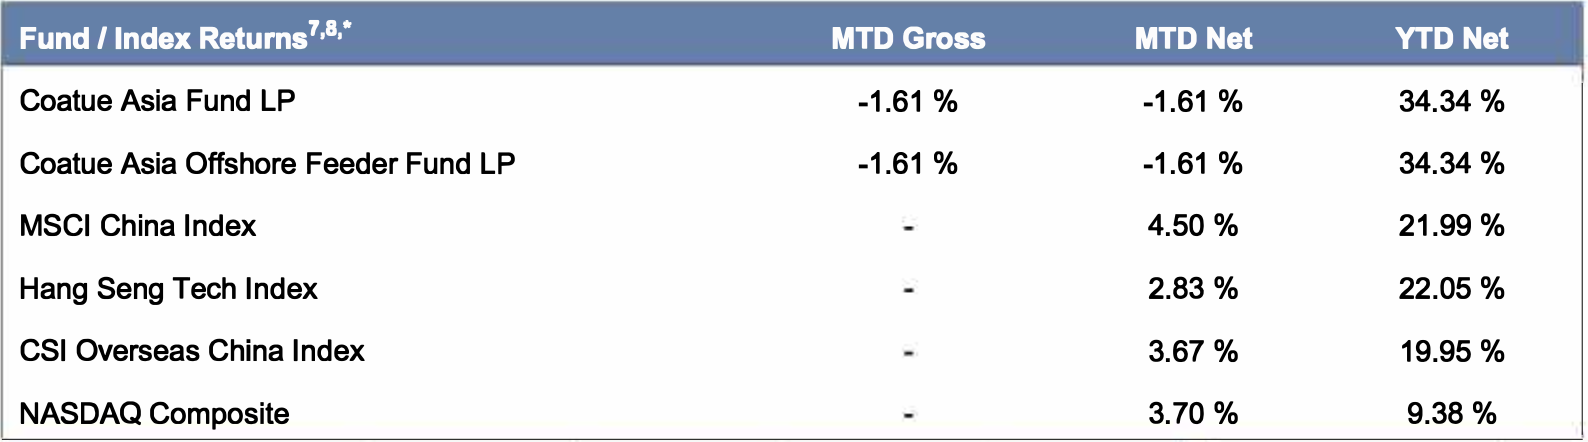 Fund / Index Returns7,8,* MTD Gross MTD Net YTD Net
Coatue Asia Fund LP -1.61 % -1.61 % 34.34 %
Coatue Asia Offshore Feeder Fund LP -1.61 % -1.61 % 34.34 %
MSCI China Index - 4.50 % 21.99 %
Hang Seng Tech Index - 2.83 % 22.05 %
CSI Overseas China Index - 3.67 % 19.95 %
NASDAQ Composite - 3.70 % 9.38 %